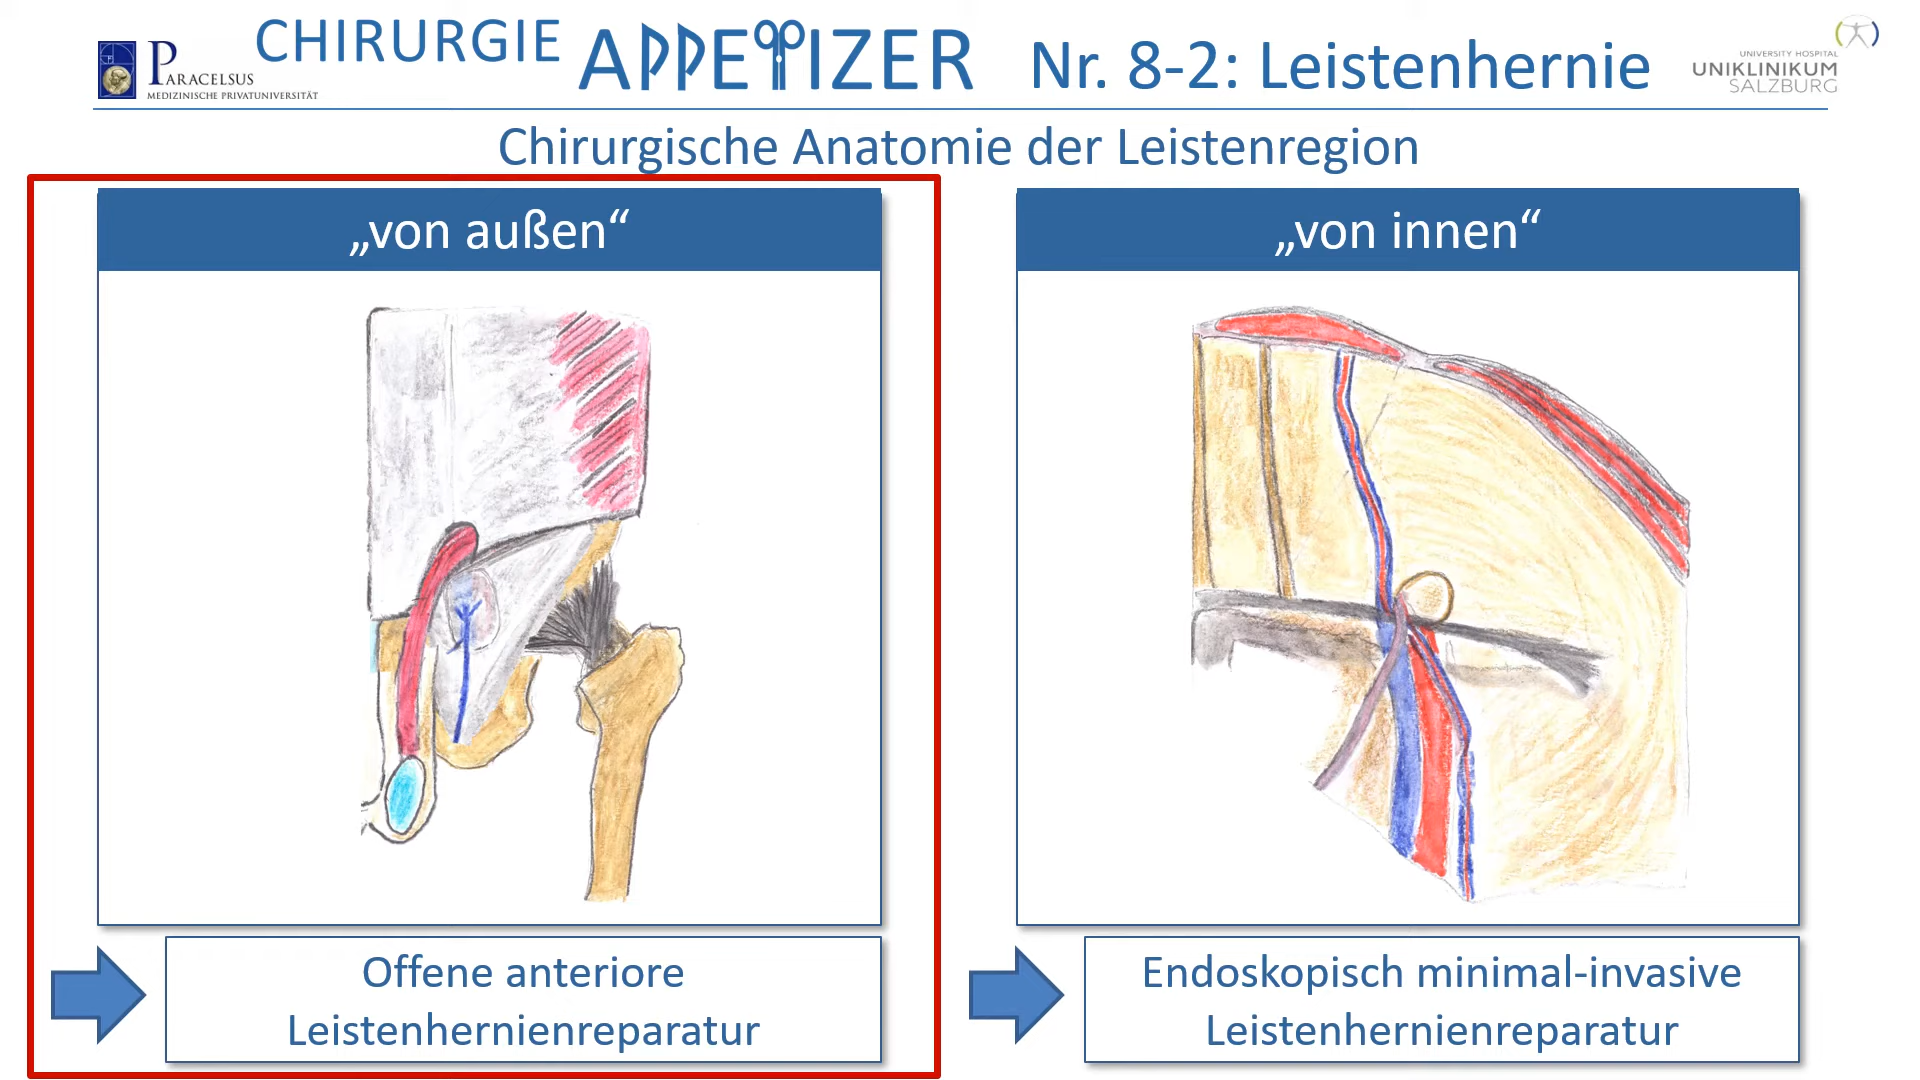 PARACELSUS
MEDIZINISCHE PRIVATUNIVERSITÄT
CHIRURGIE APPETIZER Nr. 8-2: Leistenhernie
UNIVERSITY HOSPITAL
UNIKLINIKUM
SALZBURG
Chirurgische Anatomie der Leistenregion
„von außen“
Offene anteriore
Leistenhernienreparatur
„von innen“
Endoskopisch minimal-invasive
Leistenhernienreparatur